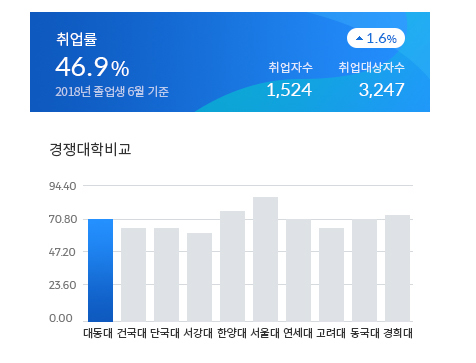 취업률
▲ 1.6%
46.9%
취업자수 취업대상자수
2018년 졸업생 6월 기준
1,524 3,247
경쟁대학비교
94.40
70.80
47.20
23.60
0.00
대동대 건국대 단국대 서강대 한양대 서울대 연세대 고려대 동국대 경희대